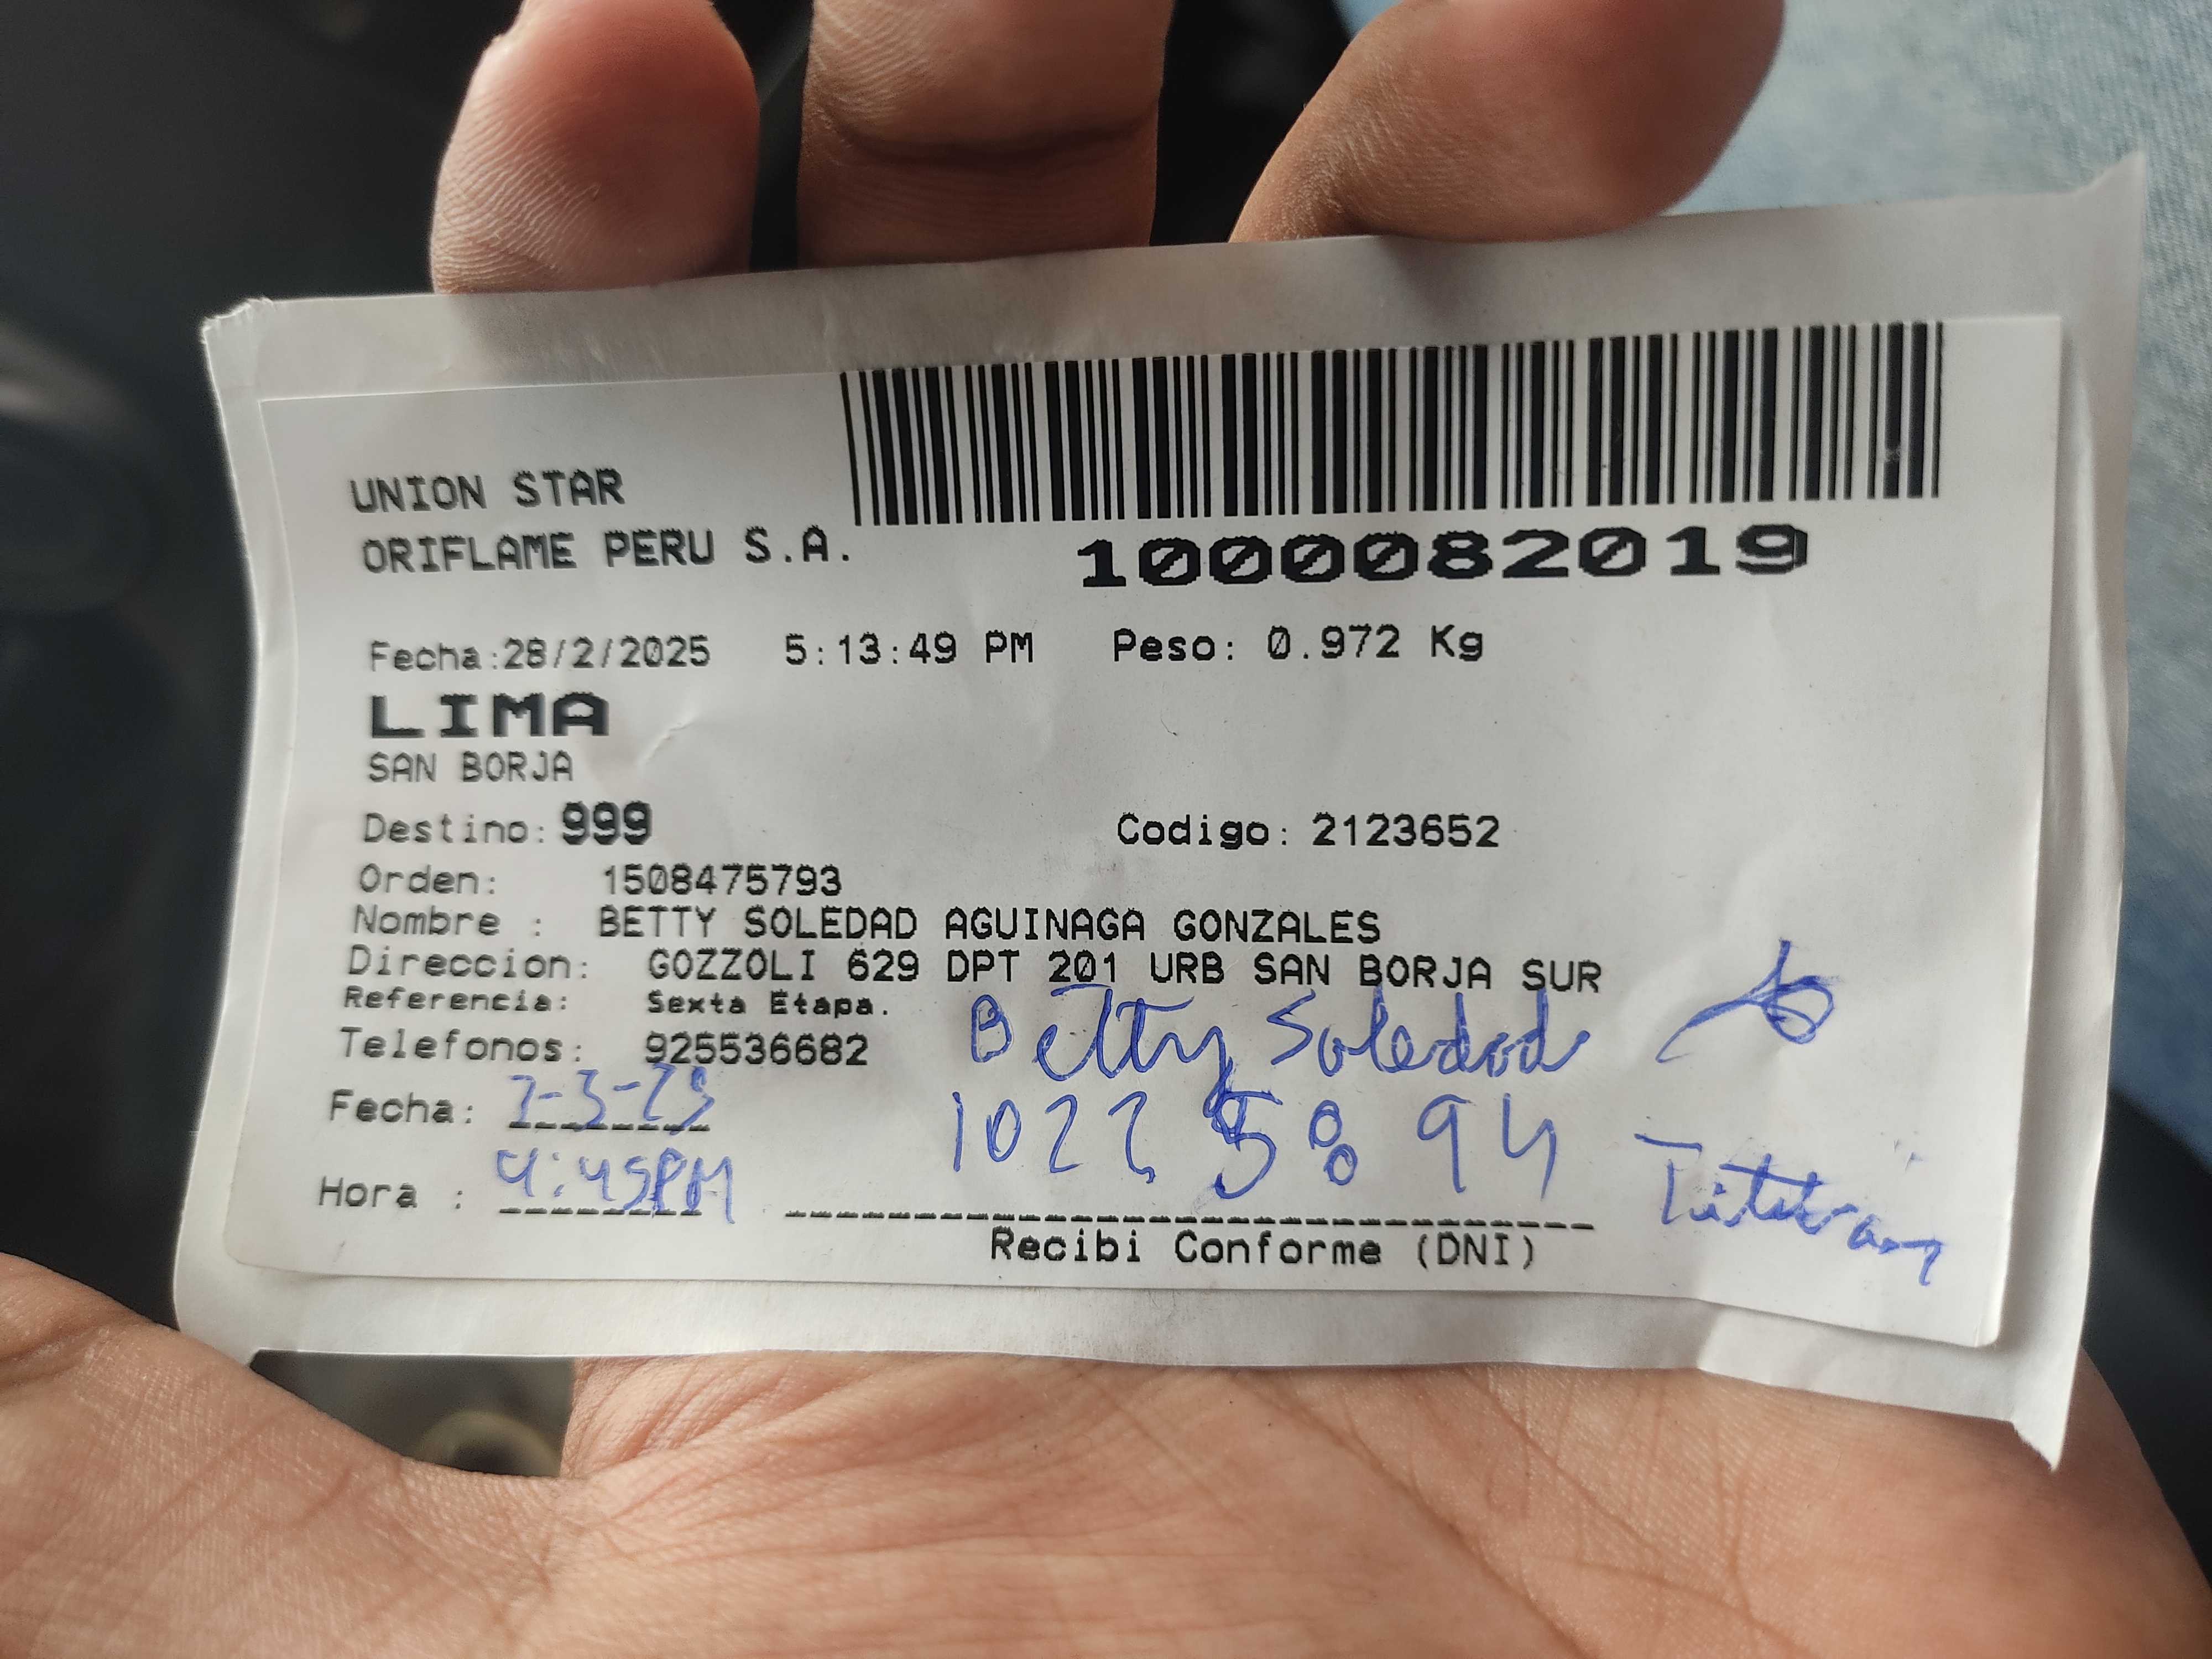 UNION STAR
ORIFLAME PERU S.A.
1000082019
Fecha:28/2/2025 5:13:49 PM Peso: 0.972 Kg
LIMA
SAN BORJA
Destino: 999 Codigo: 2123652
Orden: 1508475793
Nombre : BETTY SOLEDAD AGUINAGA GONZALES
Direccion: GOZZOLI 629 DPT 201 URB SAN BORJA SUR
Referencia: Sexta Etapa.
Telefonos: 925536682 Betty Soledad
Fecha: 10225894
Hora : 4:45PM
Recibi Conforme (DNI)